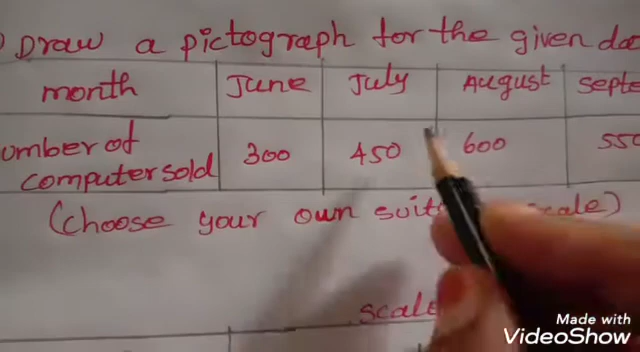 Draw a pictograph for the given
month June July August
computer sold 300 450 600
(choose your own scale)
scale
Made with
VideoShow